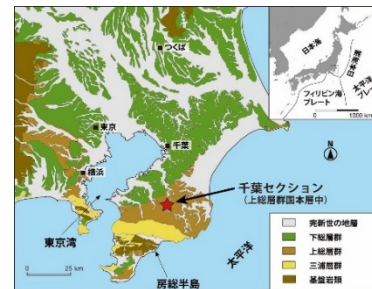 つくば
東京
千葉
横浜
千葉セクション
(上総層群国本層中)
東京湾
房総半島
太平洋
0 25 km
N
日本海
日本海溝
太平洋
プレート
フィリピン海
プレート
0 1000 km
完新世の地層
下総層群
上総層群
三浦層群
基盤岩類